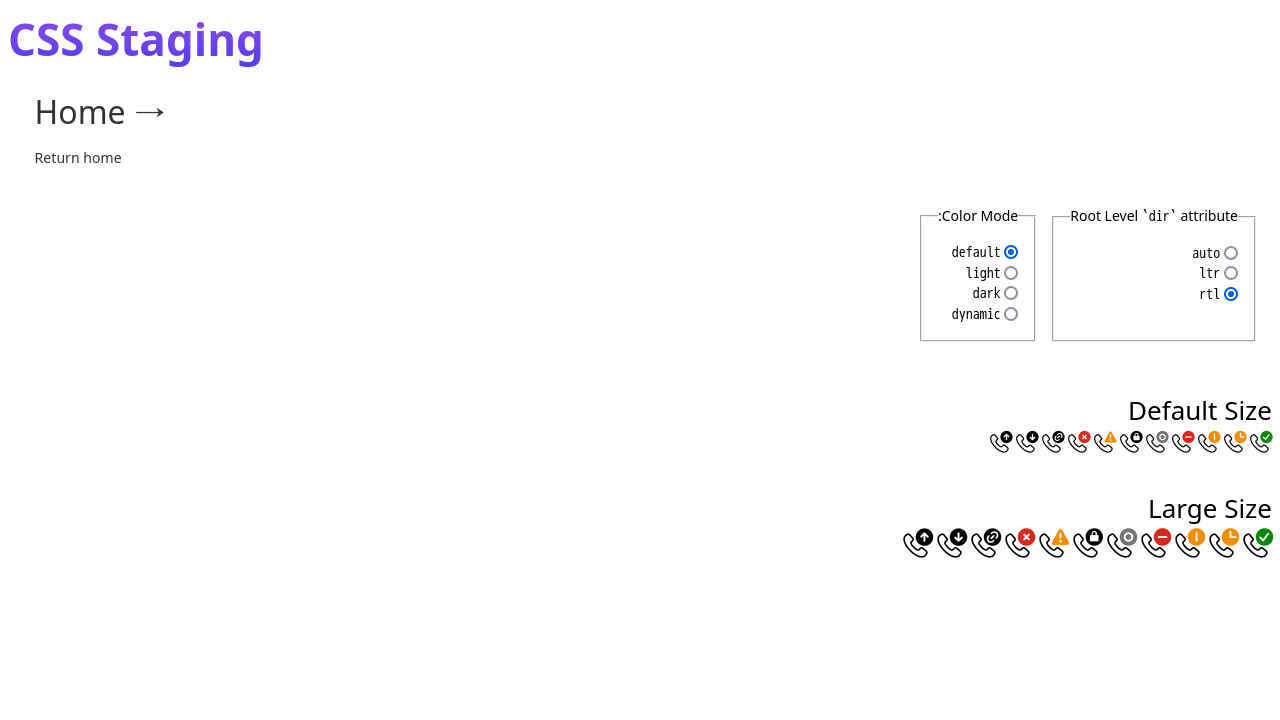 CSS Staging
Home →
Return home
Root Level `dir` attribute
auto
ltr
rtl
:Color Mode
default
light
dark
dynamic
Default Size
Large Size